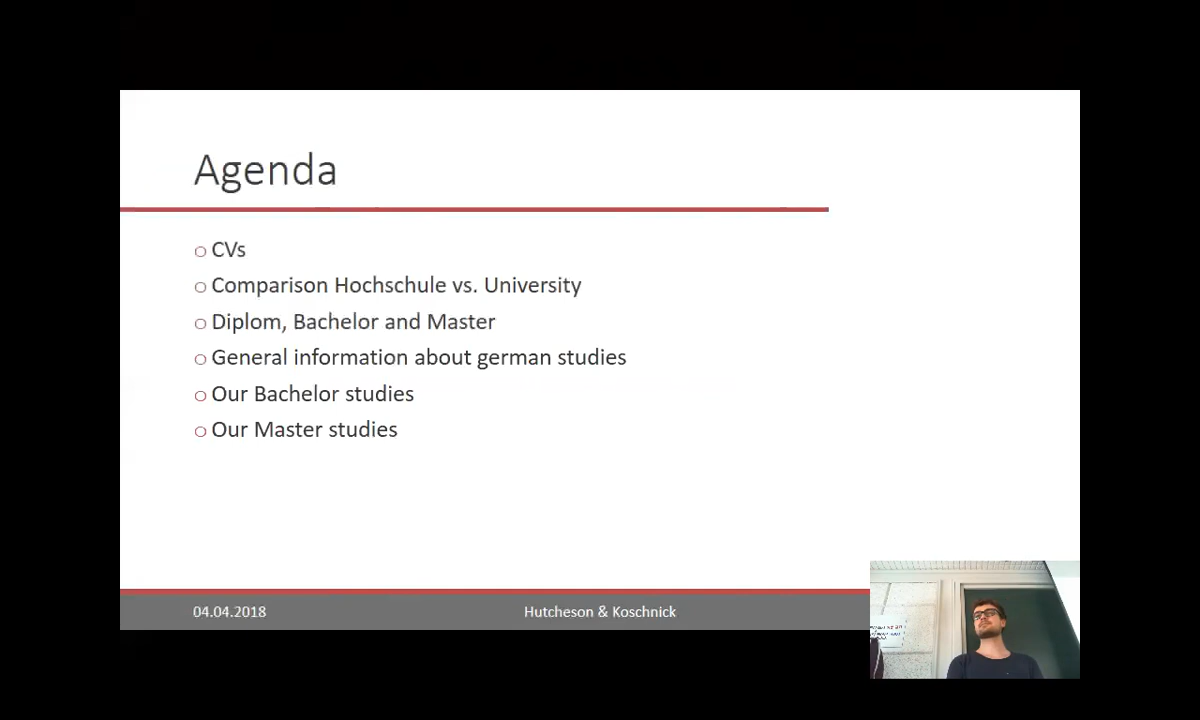 Agenda
CVs
Comparison Hochschule vs. University
Diplom, Bachelor and Master
General information about german studies
Our Bachelor studies
Our Master studies
04.04.2018
Hutcheson & Koschnick